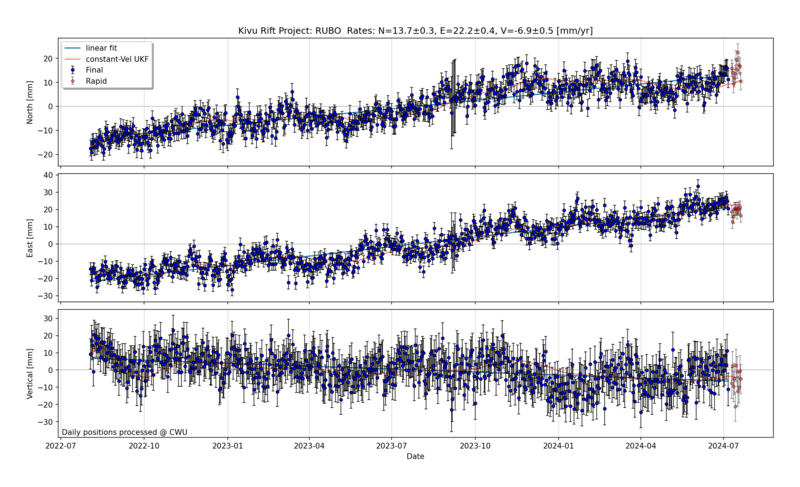 Kivu Rift Project: RUBO Rates: N=13.7±0.3, E=22.2±0.4, V=-6.9±0.5 [mm/yr]
linear fit
constant-Vel UKF
Final
Rapid
North [mm]
20
10
0
−10
−20
East [mm]
40
30
20
10
0
−10
−20
−30
Vertical [mm]
30
20
10
0
−10
−20
−30
Daily positions processed @ CWU
2022-07
2022-10
2023-01
2023-04
2023-07
2023-10
2024-01
2024-04
2024-07
Date